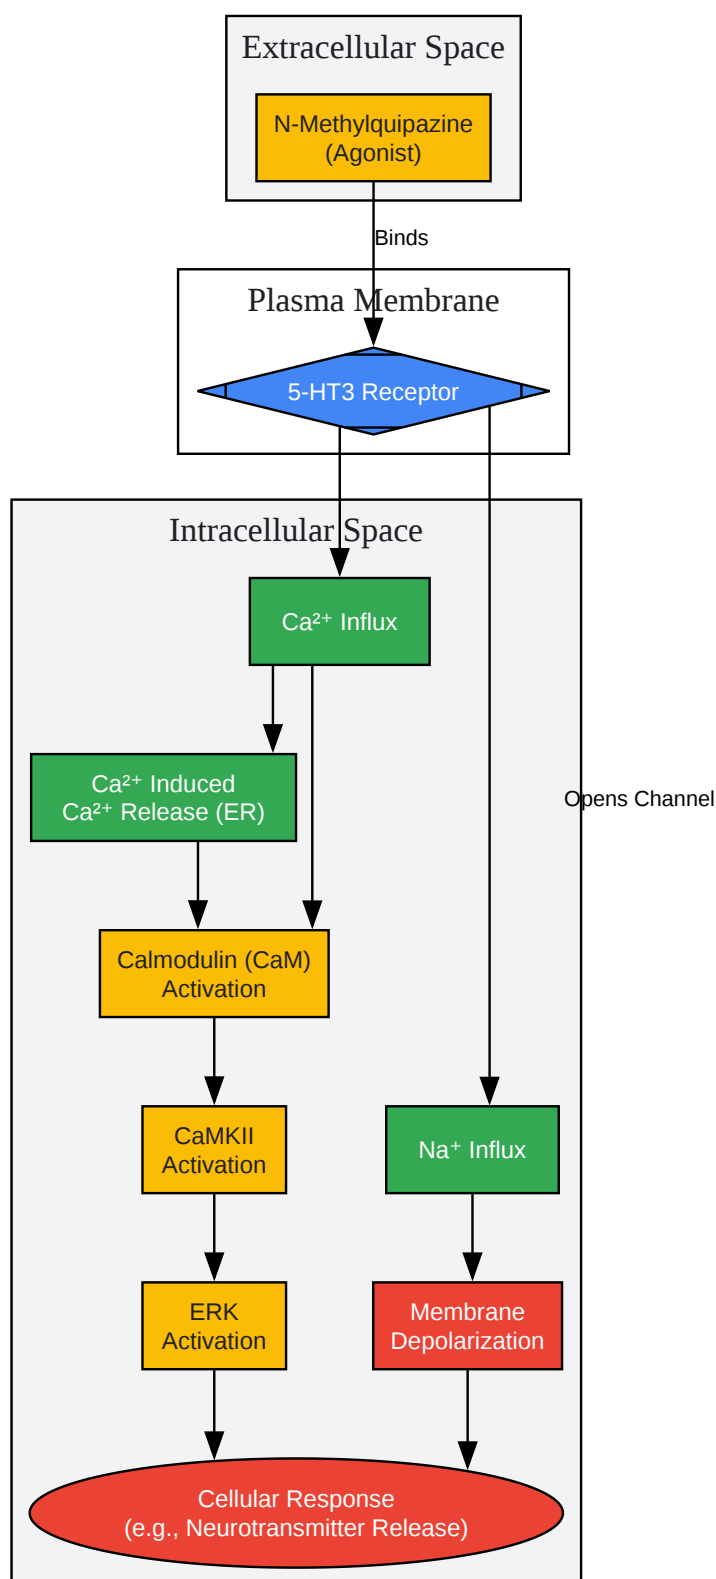 Extracellular Space
N-Methylquipazine
(Agonist)
Binds
Plasma Membrane
5-HT3 Receptor
Intracellular Space
Ca²⁺ Influx
Ca²⁺ Induced
Ca²⁺ Release (ER)
Opens Channel
Calmodulin (CaM)
Activation
CaMKII
Activation
Na⁺ Influx
ERK
Activation
Membrane
Depolarization
Cellular Response
(e.g., Neurotransmitter Release)